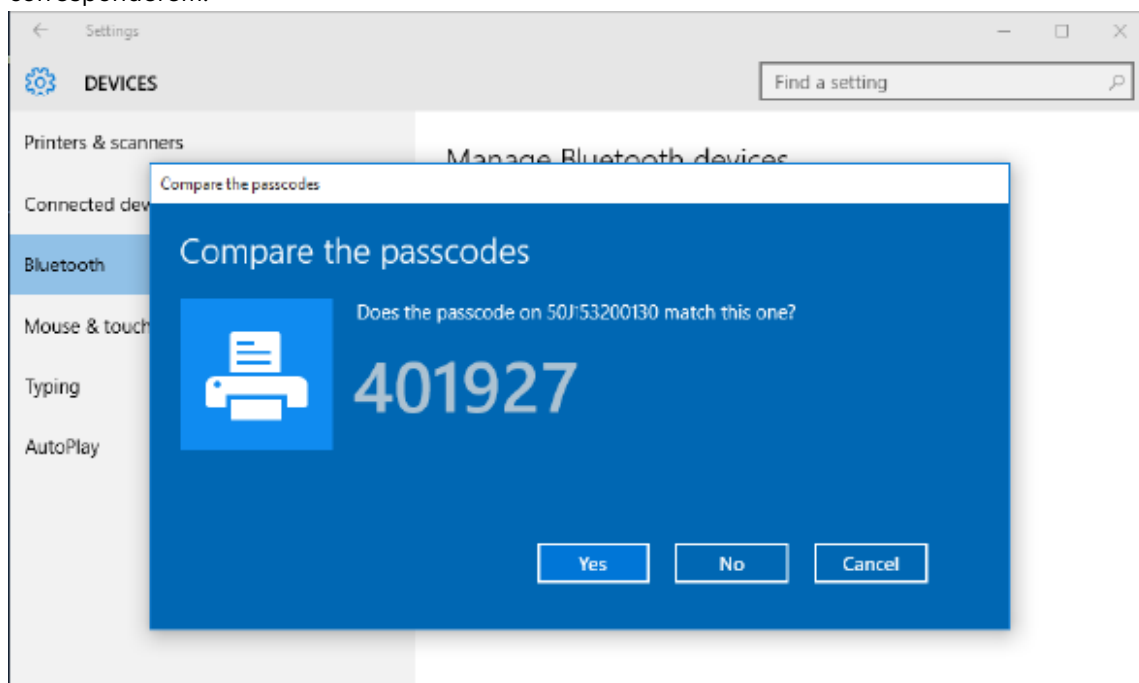 Settings
DEVICES
Find a setting
Printers & scanners
Manage Bluetooth devices
Compare the passcodes
Connected dev
Compare the passcodes
Bluetooth
Does the passcode on 50J153200130 match this one?
Mouse & touch
401927
Typing
AutoPlay
Yes No Cancel